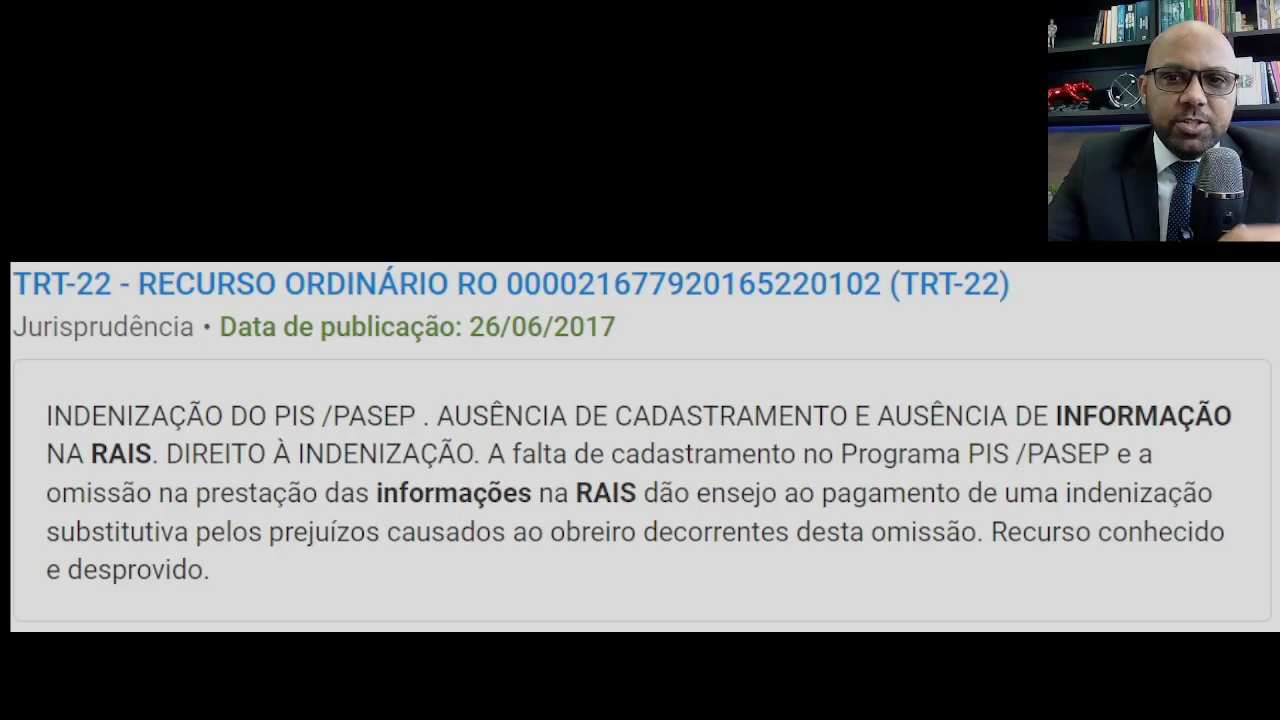 TRT-22 - RECURSO ORDINÁRIO RO 000021677920165220102 (TRT-22)
Jurisprudência • Data de publicação: 26/06/2017
INDENIZAÇÃO DO PIS /PASEP . AUSÊNCIA DE CADASTRAMENTO E AUSÊNCIA DE INFORMAÇÃO
NA RAIS. DIREITO À INDENIZAÇÃO. A falta de cadastramento no Programa PIS /PASEP e a
omissão na prestação das informações na RAIS dão ensejo ao pagamento de uma indenização
substitutiva pelos prejuízos causados ao obreiro decorrentes desta omissão. Recurso conhecido
e desprovido.